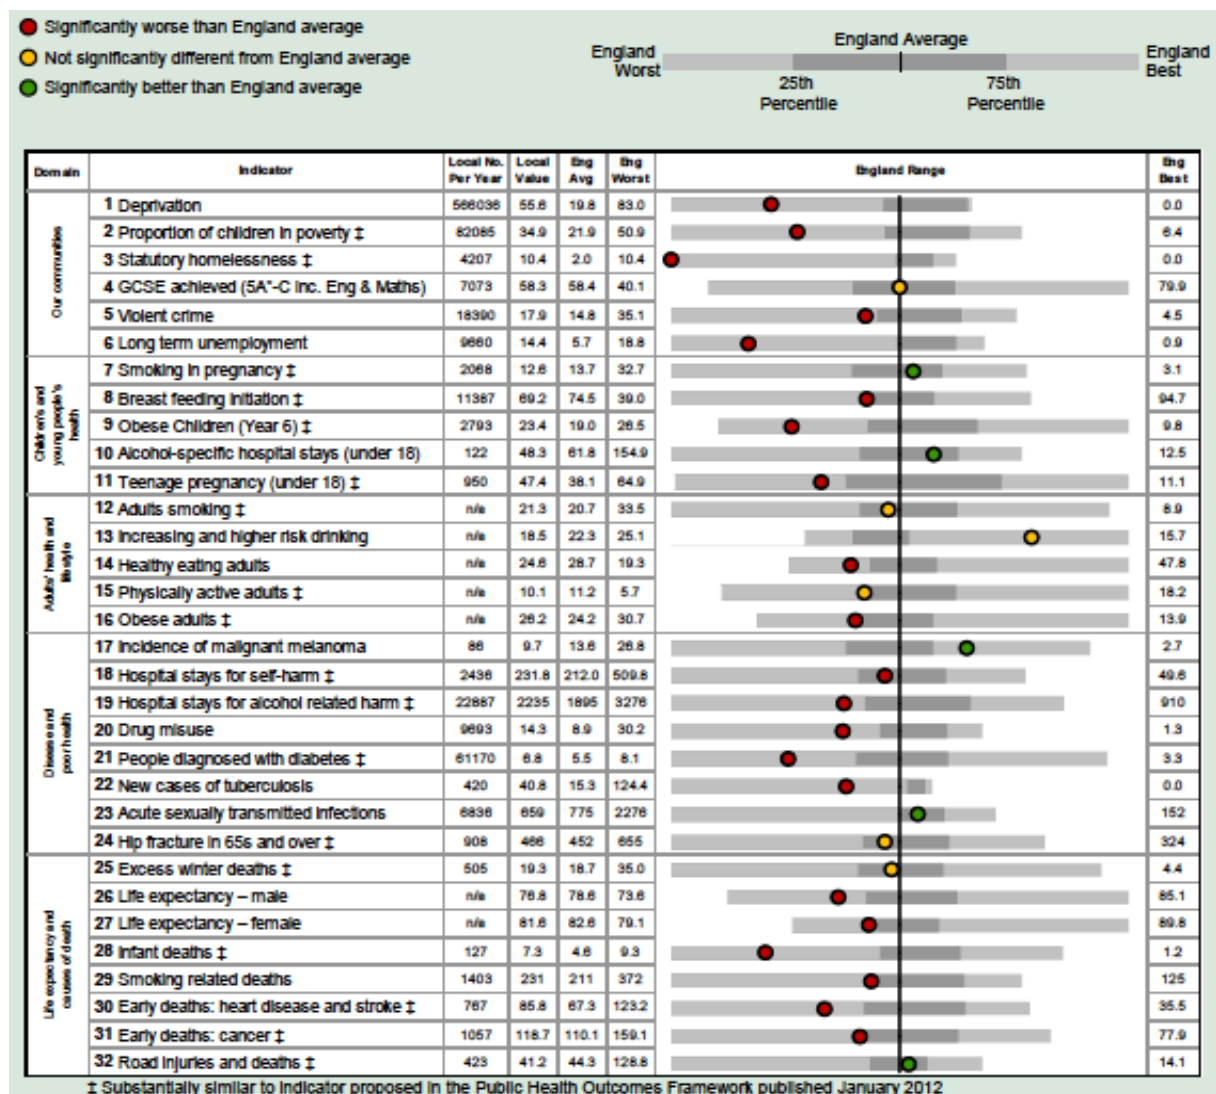 Significantly worse than England average
Not significantly different from England average
Significantly better than England average
England Worst
England Average
England Best
25th Percentile
75th Percentile
Domain Indicator Local No. Per Year Local Value Eng Avg Eng Worst England Range Eng Best
Our communities
1 Deprivation 566036 55.6 19.8 83.0 0.0
2 Proportion of children in poverty ‡ 82085 34.9 21.9 50.9 6.4
3 Statutory homelessness ‡ 4207 10.4 2.0 10.4 0.0
4 GCSE achieved (5A*-C inc. Eng & Maths) 7073 58.3 58.4 40.1 79.9
5 Violent crime 18390 17.9 14.8 35.1 4.5
6 Long term unemployment 9660 14.4 5.7 18.8 0.9
Children's and young people's health
7 Smoking in pregnancy ‡ 2068 12.6 13.7 32.7 3.1
8 Breast feeding initiation ‡ 11387 69.2 74.5 39.0 94.7
9 Obese Children (Year 6) ‡ 2793 23.4 19.0 26.5 9.8
10 Alcohol-specific hospital stays (under 18) 122 48.3 61.8 154.9 12.5
11 Teenage pregnancy (under 18) ‡ 950 47.4 38.1 64.9 11.1
Adults' health and lifestyle
12 Adults smoking ‡ n/a 21.3 20.7 33.5 8.9
13 Increasing and higher risk drinking n/a 18.5 22.3 25.1 15.7
14 Healthy eating adults n/a 24.6 28.7 19.3 47.8
15 Physically active adults ‡ n/a 10.1 11.2 5.7 18.2
16 Obese adults ‡ n/a 26.2 24.2 30.7 13.9
Disease and poor health
17 Incidence of malignant melanoma 86 9.7 13.6 26.8 2.7
18 Hospital stays for self-harm ‡ 2436 231.8 212.0 509.8 49.6
19 Hospital stays for alcohol related harm ‡ 22887 2235 1895 3276 910
20 Drug misuse 9693 14.3 8.9 30.2 1.3
21 People diagnosed with diabetes ‡ 61170 6.8 5.5 8.1 3.3
22 New cases of tuberculosis 420 40.8 15.3 124.4 0.0
23 Acute sexually transmitted infections 6836 659 775 2276 152
24 Hip fracture in 65s and over ‡ 908 466 452 655 324
Life expectancy and causes of death
25 Excess winter deaths ‡ 505 19.3 18.7 35.0 4.4
26 Life expectancy – male n/a 76.8 78.6 73.6 85.1
27 Life expectancy – female n/a 81.6 82.6 79.1 89.8
28 Infant deaths ‡ 127 7.3 4.6 9.3 1.2
29 Smoking related deaths 1403 231 211 372 125
30 Early deaths: heart disease and stroke ‡ 767 85.8 67.3 123.2 35.5
31 Early deaths: cancer ‡ 1057 118.7 110.1 159.1 77.9
32 Road injuries and deaths ‡ 423 41.2 44.3 128.8 14.1
‡ Substantially similar to indicator proposed in the Public Health Outcomes Framework published January 2012